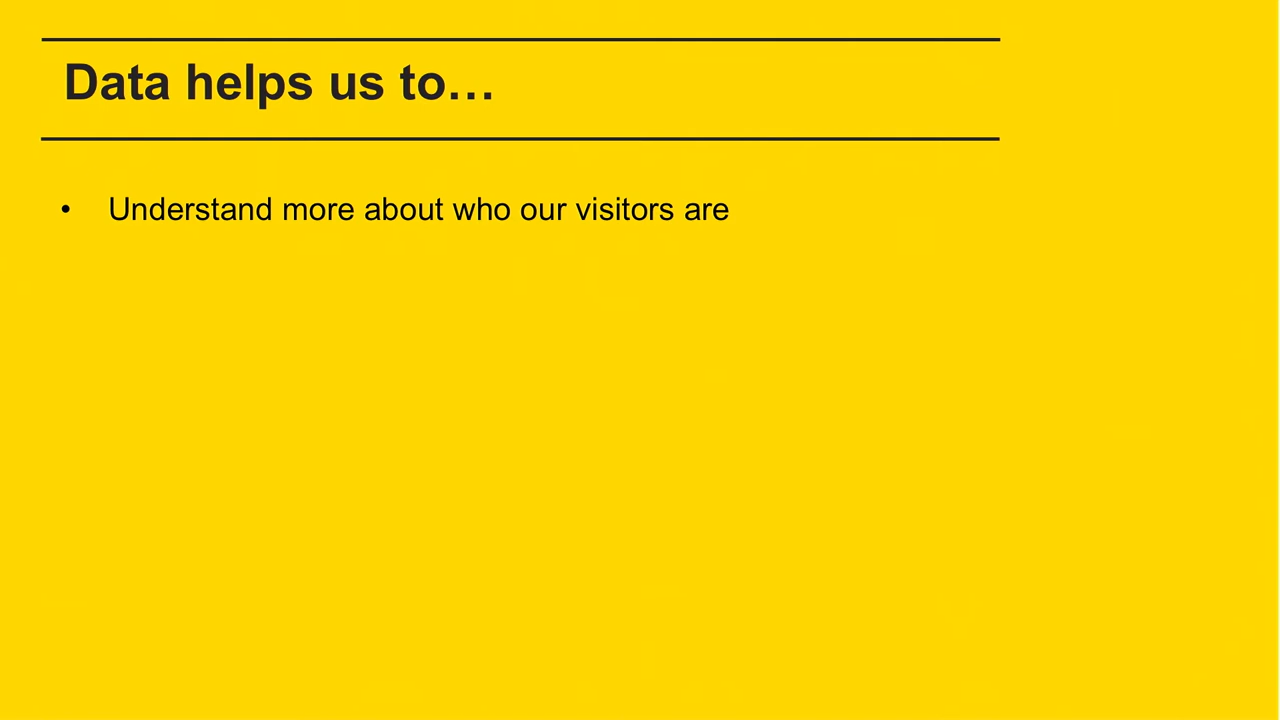 Data helps us to…
• Understand more about who our visitors are